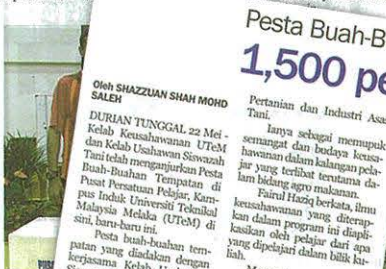 Pesta Buah-B
1,500 pe
Oleh SHAZZUAN SHAH MOHD
SALEH
DURIAN TUNGGAL 22 Mei -
Kelab Keusahawanan UTeM
dan Kelab Usahawan Siswazah
Tani telah menganjurkan Pesta
Buah-Buahan Tempatan di
Pusat Persatuan Pelajar, Kam-
pus Induk Universiti Teknikal
Malaysia Melaka (UTeM) di
sini, baru-baru ini.
Pesta buah-buahan tem-
patan yang diadakan dengan
kerjasama Kelab
Pertanian dan Industri Asas
Tani.
Ianya sebagai memupuk
semangat dan budaya keusa-
hawanan dalam kalangan pela-
jar yang terlibat terutama da-
lam bidang agro makanan.
Fairul Haziq berkata, ilmu
keusahawanan yang diterap-
kan dalam program ini diapli-
kasikan oleh pelajar dari apa
yang dipelajari dalam bilik ku-
liah.